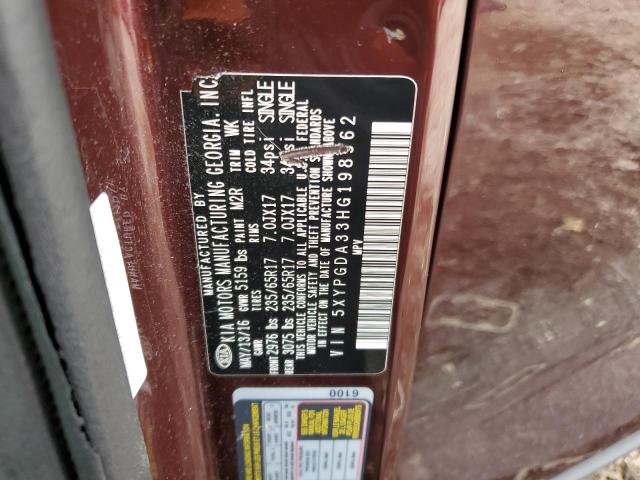 MANUFACTURED BY
KIA MOTORS MANUFACTURING GEORGIA, INC.
MAY/13/16 GVWR 5159 lbs PAINT M2R TRIM WK
GAWR TIRES RIMS COLD TIRE INFL
FRONT 2976 lbs 235/65R17 7.0JX17 34psi SINGLE
REAR 3075 lbs 235/65R17 7.0JX17 34psi SINGLE
THIS VEHICLE CONFORMS TO ALL APPLICABLE U.S. FEDERAL
MOTOR VEHICLE SAFETY AND THEFT PREVENTION STANDARDS
IN EFFECT ON THE DATE OF MANUFACTURE SHOWN ABOVE
VIN 5XYPGDA33HG198962
MPV
KIA
6100